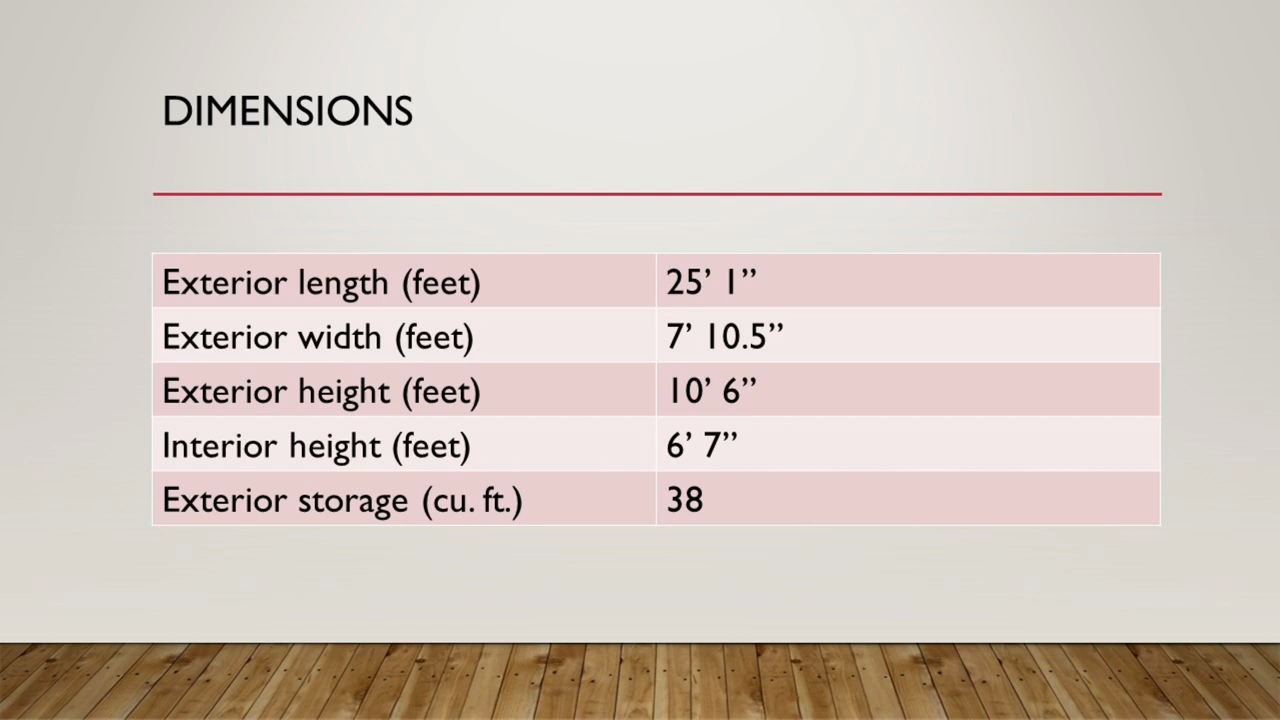 DIMENSIONS
Exterior length (feet) 25’ 1”
Exterior width (feet) 7’ 10.5”
Exterior height (feet) 10’ 6”
Interior height (feet) 6’ 7”
Exterior storage (cu. ft.) 38